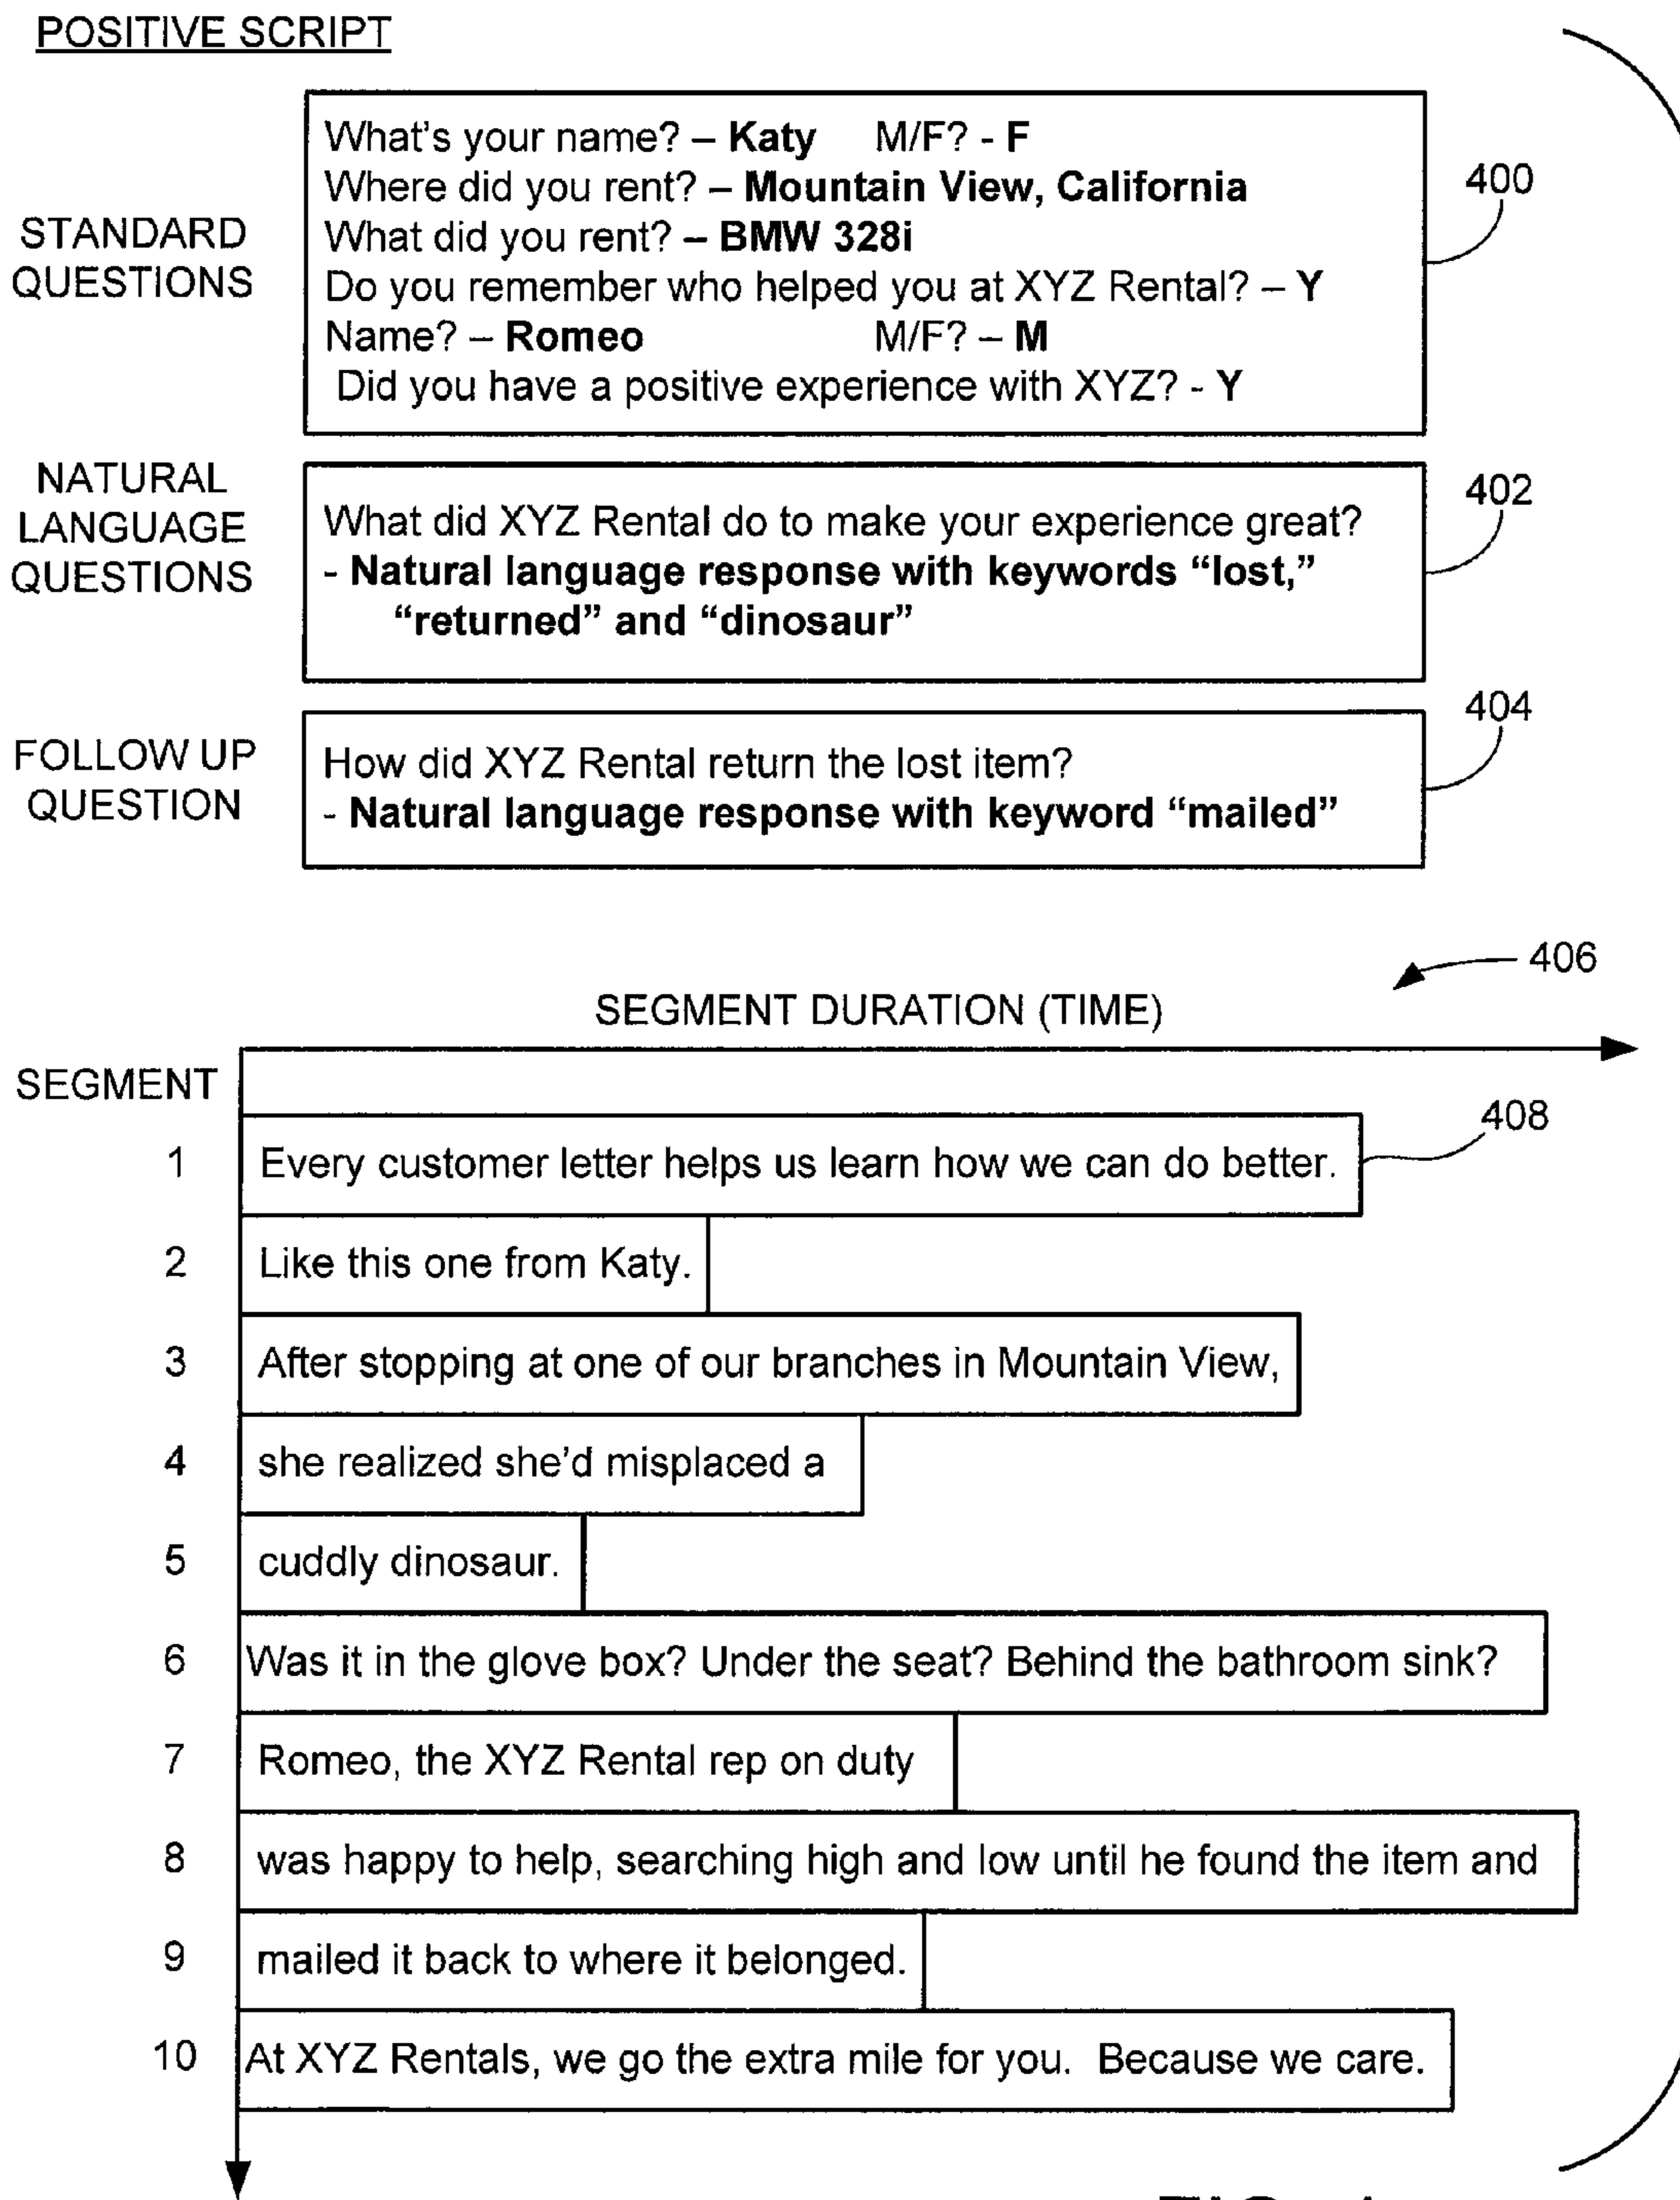 POSITIVE SCRIPT
STANDARD
QUESTIONS
What's your name? – Katy M/F? - F
Where did you rent? – Mountain View, California
What did you rent? – BMW 328i
Do you remember who helped you at XYZ Rental? – Y
Name? – Romeo M/F? – M
Did you have a positive experience with XYZ? - Y
400
NATURAL
LANGUAGE
QUESTIONS
What did XYZ Rental do to make your experience great?
- Natural language response with keywords “lost,”
“returned” and “dinosaur”
402
FOLLOW UP
QUESTION
How did XYZ Rental return the lost item?
- Natural language response with keyword “mailed”
404
406
SEGMENT DURATION (TIME)
SEGMENT
408
1 Every customer letter helps us learn how we can do better.
2 Like this one from Katy.
3 After stopping at one of our branches in Mountain View,
4 she realized she’d misplaced a
5 cuddly dinosaur.
6 Was it in the glove box? Under the seat? Behind the bathroom sink?
7 Romeo, the XYZ Rental rep on duty
8 was happy to help, searching high and low until he found the item and
9 mailed it back to where it belonged.
10 At XYZ Rentals, we go the extra mile for you. Because we care.